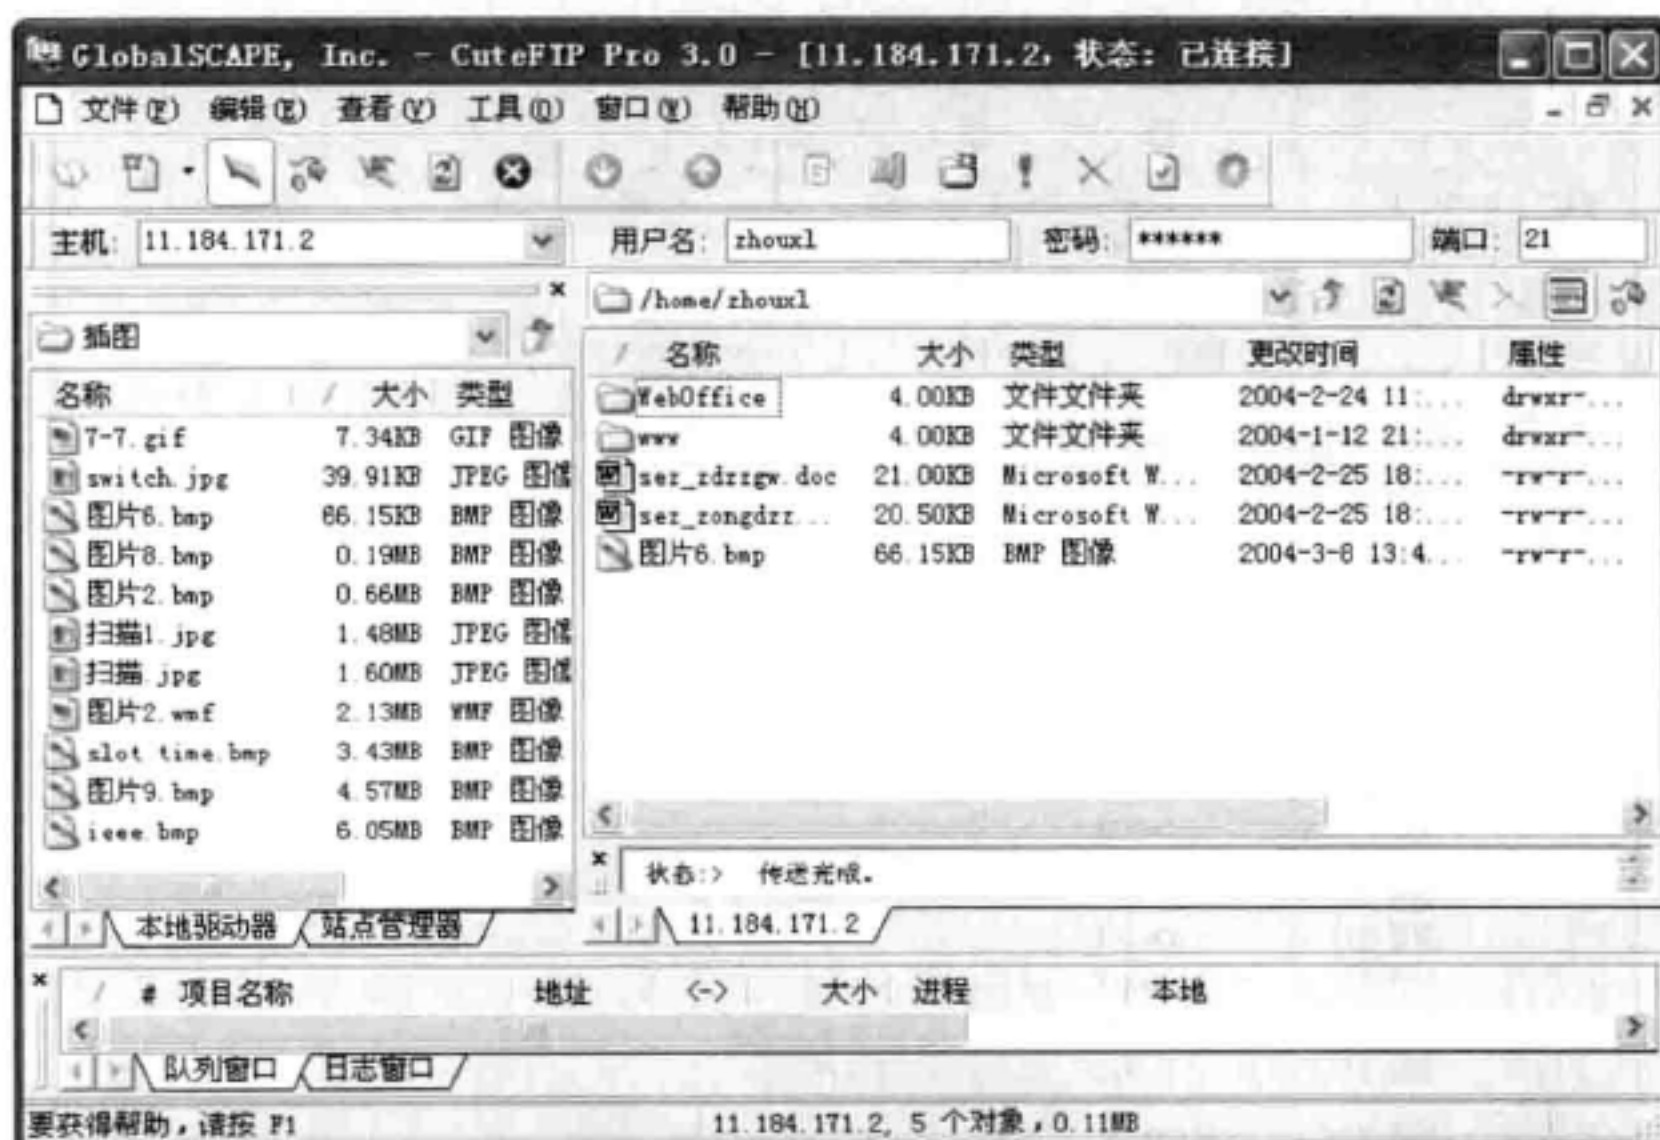 GlobalSCAPE, Inc. - CuteFTP Pro 3.0 - [11.184.171.2, 状态: 已连接]
文件(F) 编辑(E) 查看(V) 工具(O) 窗口(W) 帮助(H)
主机: 11.184.171.2 用户名: zhouxl 密码: ****** 端口: 21
插图
名称 / 大小 类型
7-7.gif 7.34KB GIF 图像
switch.jpg 39.91KB JPEG 图像
图片6.bmp 66.15KB BMP 图像
图片8.bmp 0.19MB BMP 图像
图片2.bmp 0.66MB BMP 图像
扫描1.jpg 1.48MB JPEG 图像
扫描.jpg 1.60MB JPEG 图像
图片2.wmf 2.13MB WMF 图像
slot time.bmp 3.43MB BMP 图像
图片9.bmp 4.57MB BMP 图像
ieee.bmp 6.05MB BMP 图像
本地驱动器 站点管理器
/home/zhouxl
/ 名称 大小 类型 更改时间 属性
WebOffice 4.00KB 文件文件夹 2004-2-24 11:... drwxr-...
www 4.00KB 文件文件夹 2004-1-12 21:... drwxr-...
sez_zdzzgw.doc 21.00KB Microsoft W... 2004-2-25 18:... -rw-r-...
sez_zongdzz... 20.50KB Microsoft W... 2004-2-25 18:... -rw-r-...
图片6.bmp 66.15KB BMP 图像 2004-3-8 13:4... -rw-r-...
状态:> 传送完成.
11.184.171.2
/ # 项目名称 地址 <-> 大小 进程 本地
队列窗口 日志窗口
要获得帮助，请按 F1 11.184.171.2, 5 个对象，0.11MB